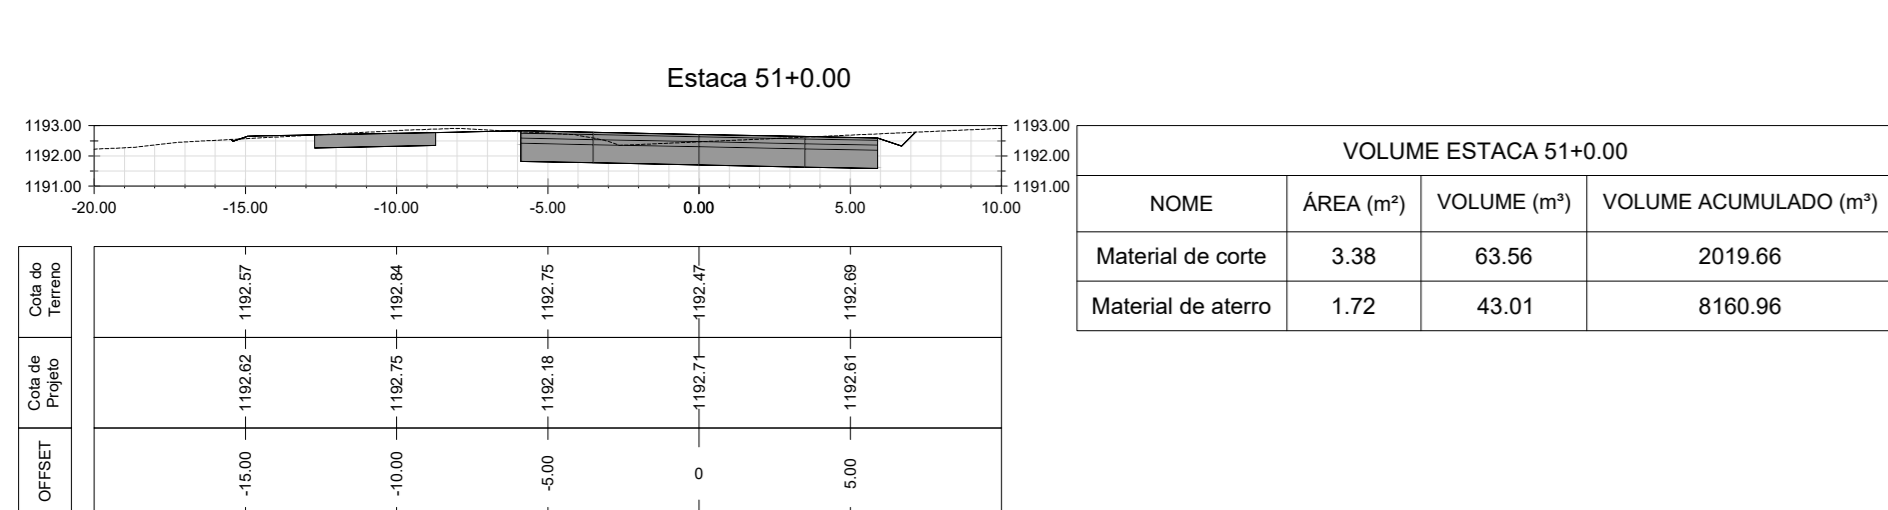 Estaca 51+0.00
1193.00
1192.00
1191.00
1193.00
1192.00
1191.00
-20.00 -15.00 -10.00 -5.00 0.00 5.00 10.00
Cota do
Terreno
1192.57 1192.84 1192.75 1192.47 1192.69
Cota de
Projeto
1192.62 1192.75 1192.18 1192.71 1192.61
OFFSET
-15.00 -10.00 -5.00 0 5.00
VOLUME ESTACA 51+0.00
NOME ÁREA (m²) VOLUME (m³) VOLUME ACUMULADO (m³)
Material de corte 3.38 63.56 2019.66
Material de aterro 1.72 43.01 8160.96